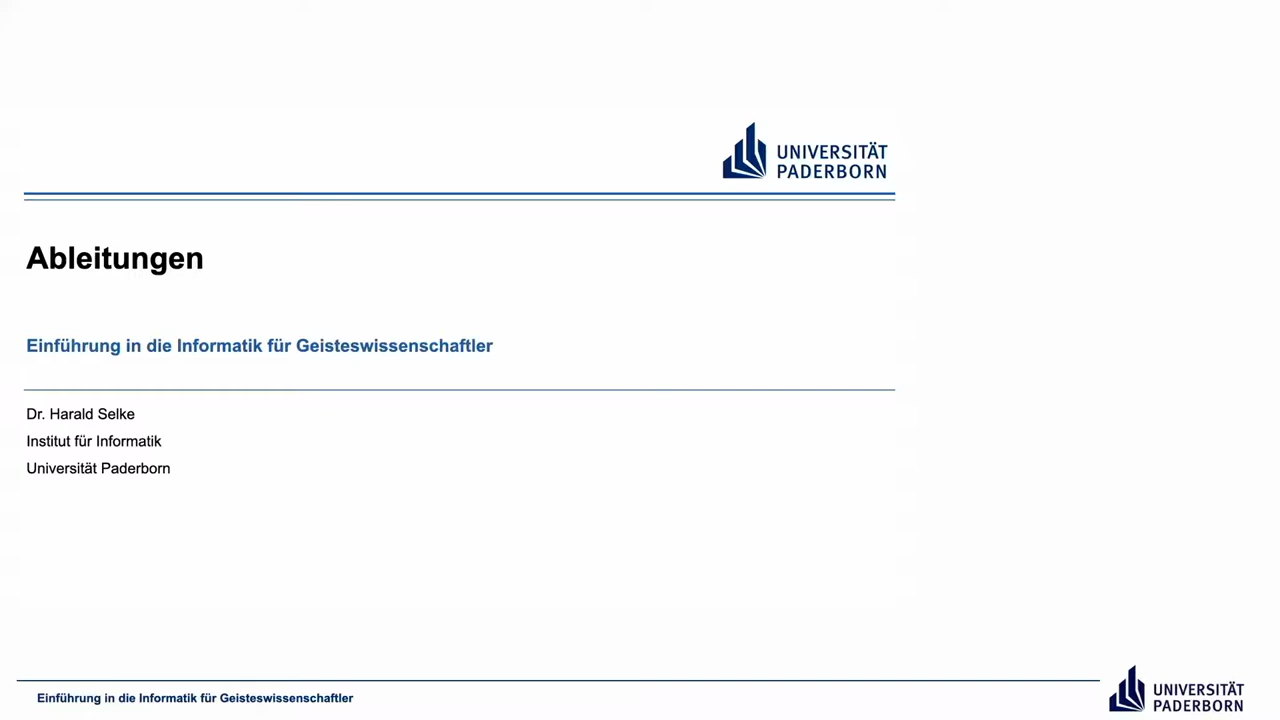 UNIVERSITÄT
PADERBORN
Ableitungen
Einführung in die Informatik für Geisteswissenschaftler
Dr. Harald Selke
Institut für Informatik
Universität Paderborn
Einführung in die Informatik für Geisteswissenschaftler
UNIVERSITÄT
PADERBORN